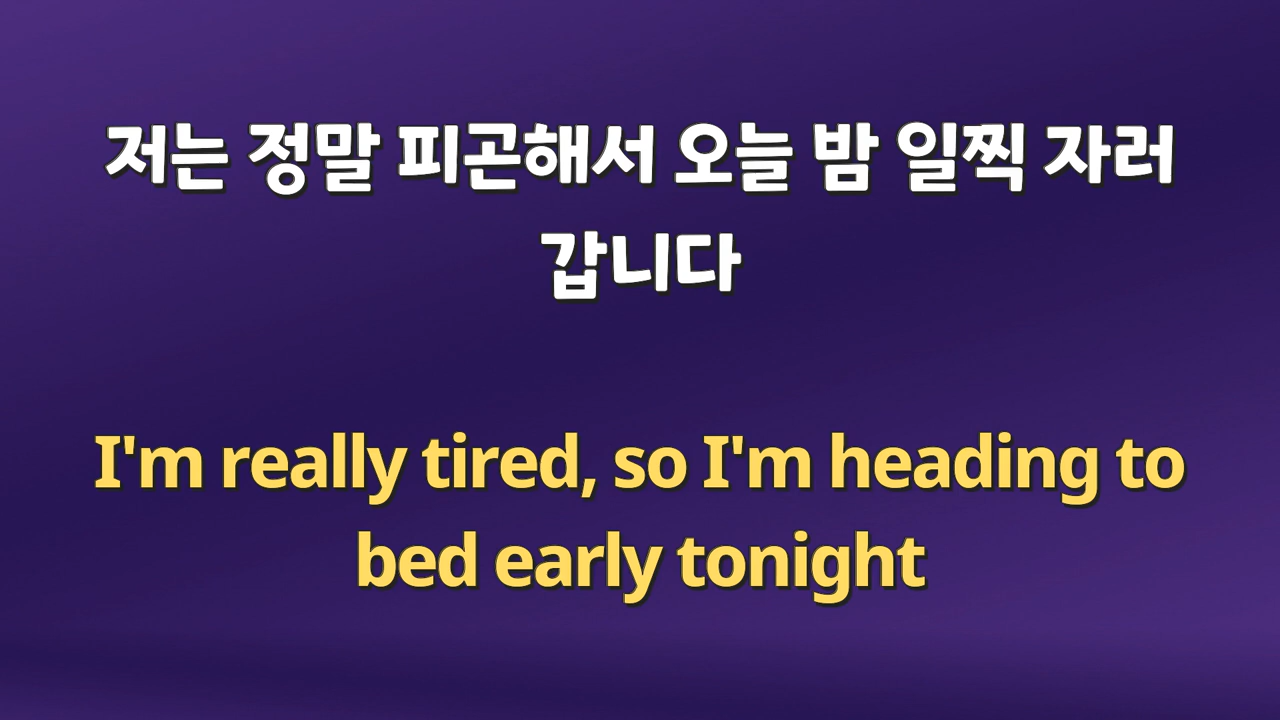 저는 정말 피곤해서 오늘 밤 일찍 자러
갑니다
I'm really tired, so I'm heading to
bed early tonight